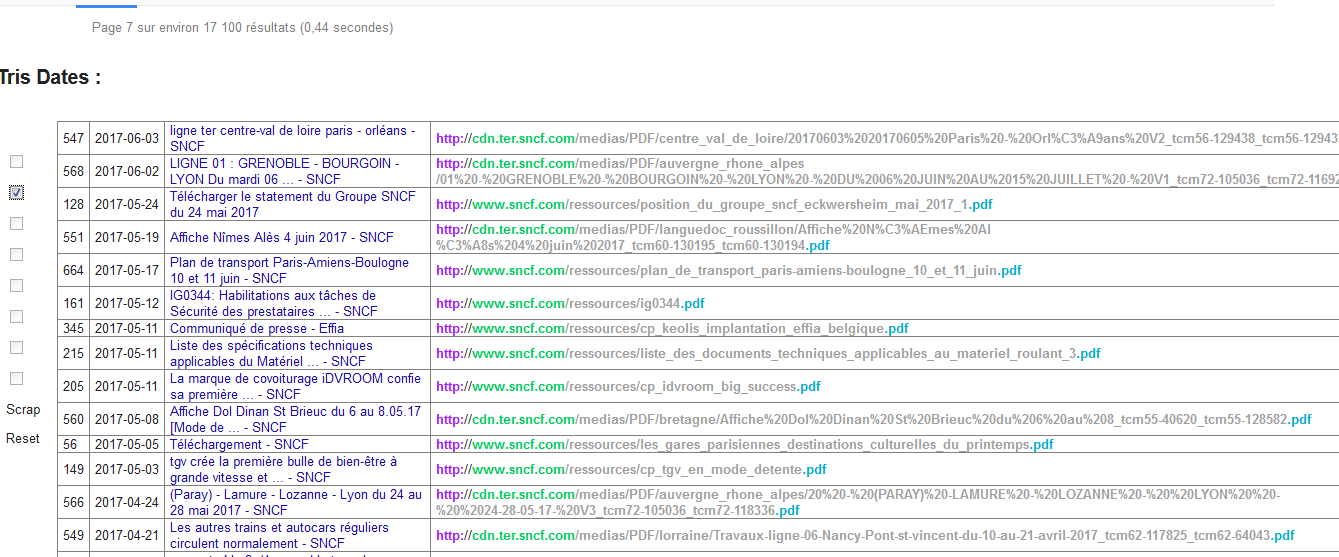 Page 7 sur environ 17 100 résultats (0,44 secondes)
Tris Dates :
547 2017-06-03 ligne ter centre-val de loire paris - orléans - SNCF http://cdn.ter.sncf.com/medias/PDF/centre_val_de_loire/20170603%2020170605%20Paris%20-%20Orl%C3%A9ans%20V2_tcm56-129438_tcm56-12943
568 2017-06-02 LIGNE 01 : GRENOBLE - BOURGOIN - LYON Du mardi 06 ... - SNCF http://cdn.ter.sncf.com/medias/PDF/auvergne_rhone_alpes
/01%20-%20GRENOBLE%20-%20BOURGOIN%20-%20LYON%20-%20DU%2006%20JUIN%20AU%2015%20JUILLET%20-%20V1_tcm72-105036_tcm72-1169
128 2017-05-24 Télécharger le statement du Groupe SNCF du 24 mai 2017 http://www.sncf.com/ressources/position_du_groupe_sncf_eckwersheim_mai_2017_1.pdf
551 2017-05-19 Affiche Nîmes Alès 4 juin 2017 - SNCF http://cdn.ter.sncf.com/medias/PDF/languedoc_roussillon/Affiche%20N%C3%AEmes%20Al
%C3%A8s%204%20juin%202017_tcm60-130195_tcm60-130194.pdf
664 2017-05-17 Plan de transport Paris-Amiens-Boulogne 10 et 11 juin - SNCF http://www.sncf.com/ressources/plan_de_transport_paris-amiens-boulogne_10_et_11_juin.pdf
161 2017-05-12 IG0344: Habilitations aux tâches de Sécurité des prestataires ... - SNCF http://www.sncf.com/ressources/ig0344.pdf
345 2017-05-11 Communiqué de presse - Effia http://www.sncf.com/ressources/cp_keolis_implantation_effia_belgique.pdf
215 2017-05-11 Liste des spécifications techniques applicables du Matériel ... - SNCF http://www.sncf.com/ressources/liste_des_documents_techniques_applicables_au_materiel_roulant_3.pdf
205 2017-05-11 La marque de covoiturage iDVROOM confie sa première ... - SNCF http://www.sncf.com/ressources/cp_idvroom_big_success.pdf
Scrap
560 2017-05-08 Affiche Dol Dinan St Brieuc du 6 au 8.05.17 [Mode de ... - SNCF http://cdn.ter.sncf.com/medias/PDF/bretagne/Affiche%20Dol%20Dinan%20St%20Brieuc%20du%206%20au%208_tcm55-40620_tcm55-128582.pdf
Reset
56 2017-05-05 Téléchargement - SNCF http://www.sncf.com/ressources/les_gares_parisiennes_destinations_culturelles_du_printemps.pdf
149 2017-05-03 tgv crée la première bulle de bien-être à grande vitesse et ... - SNCF http://www.sncf.com/ressources/cp_tgv_en_mode_detente.pdf
566 2017-04-24 (Paray) - Lamure - Lozanne - Lyon du 24 au 28 mai 2017 - SNCF http://cdn.ter.sncf.com/medias/PDF/auvergne_rhone_alpes/20%20-%20(PARAY)%20-LAMURE%20-%20LOZANNE%20-%20%20LYON%20%20-
%20%2024-28-05-17-%20V3_tcm72-105036_tcm72-118336.pdf
549 2017-04-21 Les autres trains et autocars réguliers circulent normalement - SNCF http://cdn.ter.sncf.com/medias/PDF/lorraine/Travaux-ligne-06-Nancy-Pont-st-vincent-du-10-au-21-avril-2017_tcm62-117825_tcm62-64043.pdf